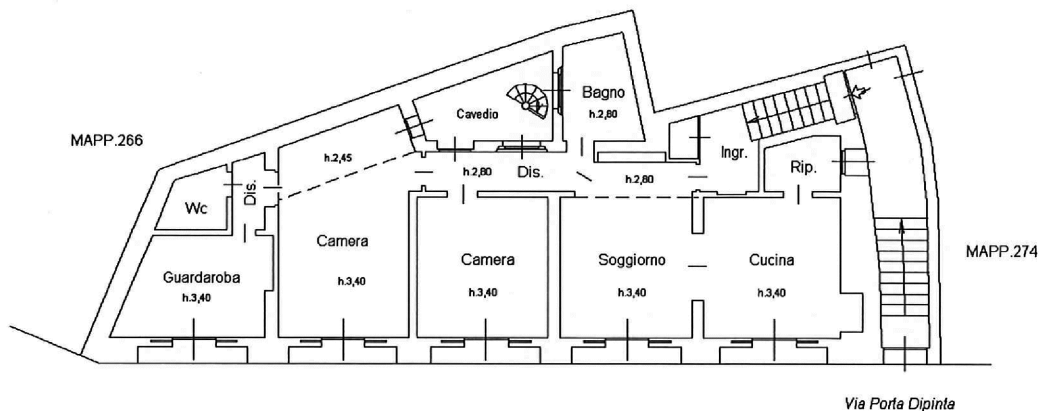 MAPP.266
Cavedio
Bagno
h.2,80
h.2,45
h.2,80
Dis.
h.2,80
Ingr.
Rip.
Wc
Dis.
MAPP.274
Guardaroba
h.3,40
Camera
h.3,40
Camera
h.3,40
Soggiorno
h.3,40
Cucina
h.3,40
Via Porta Dipinta